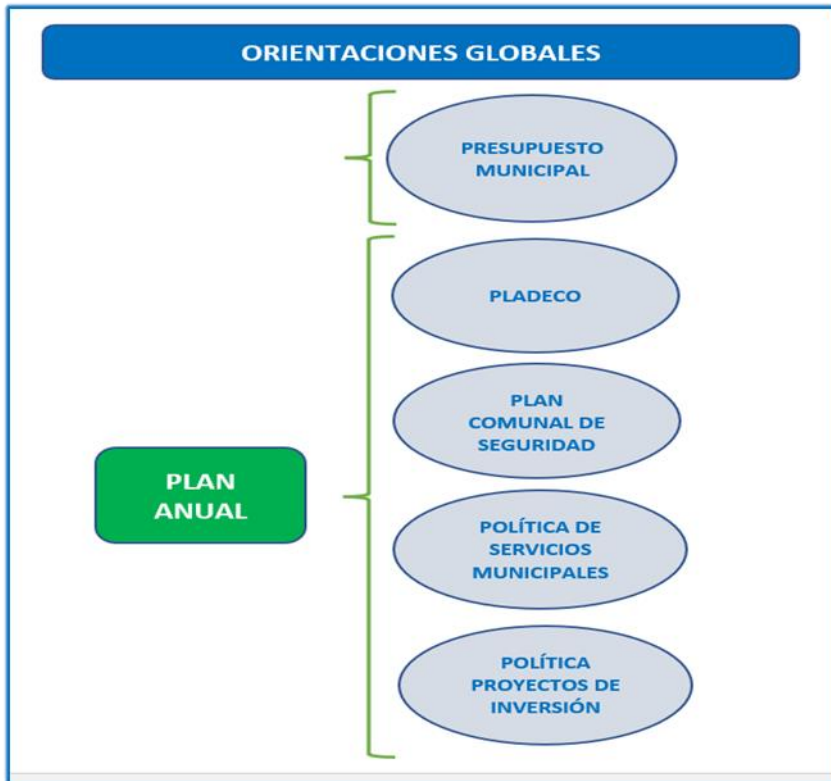 ORIENTACIONES GLOBALES
PRESUPUESTO
MUNICIPAL
PLADECO
PLAN
COMUNAL DE
SEGURIDAD
PLAN
ANUAL
POLÍTICA DE
SERVICIOS
MUNICIPALES
POLÍTICA
PROYECTOS DE
INVERSIÓN